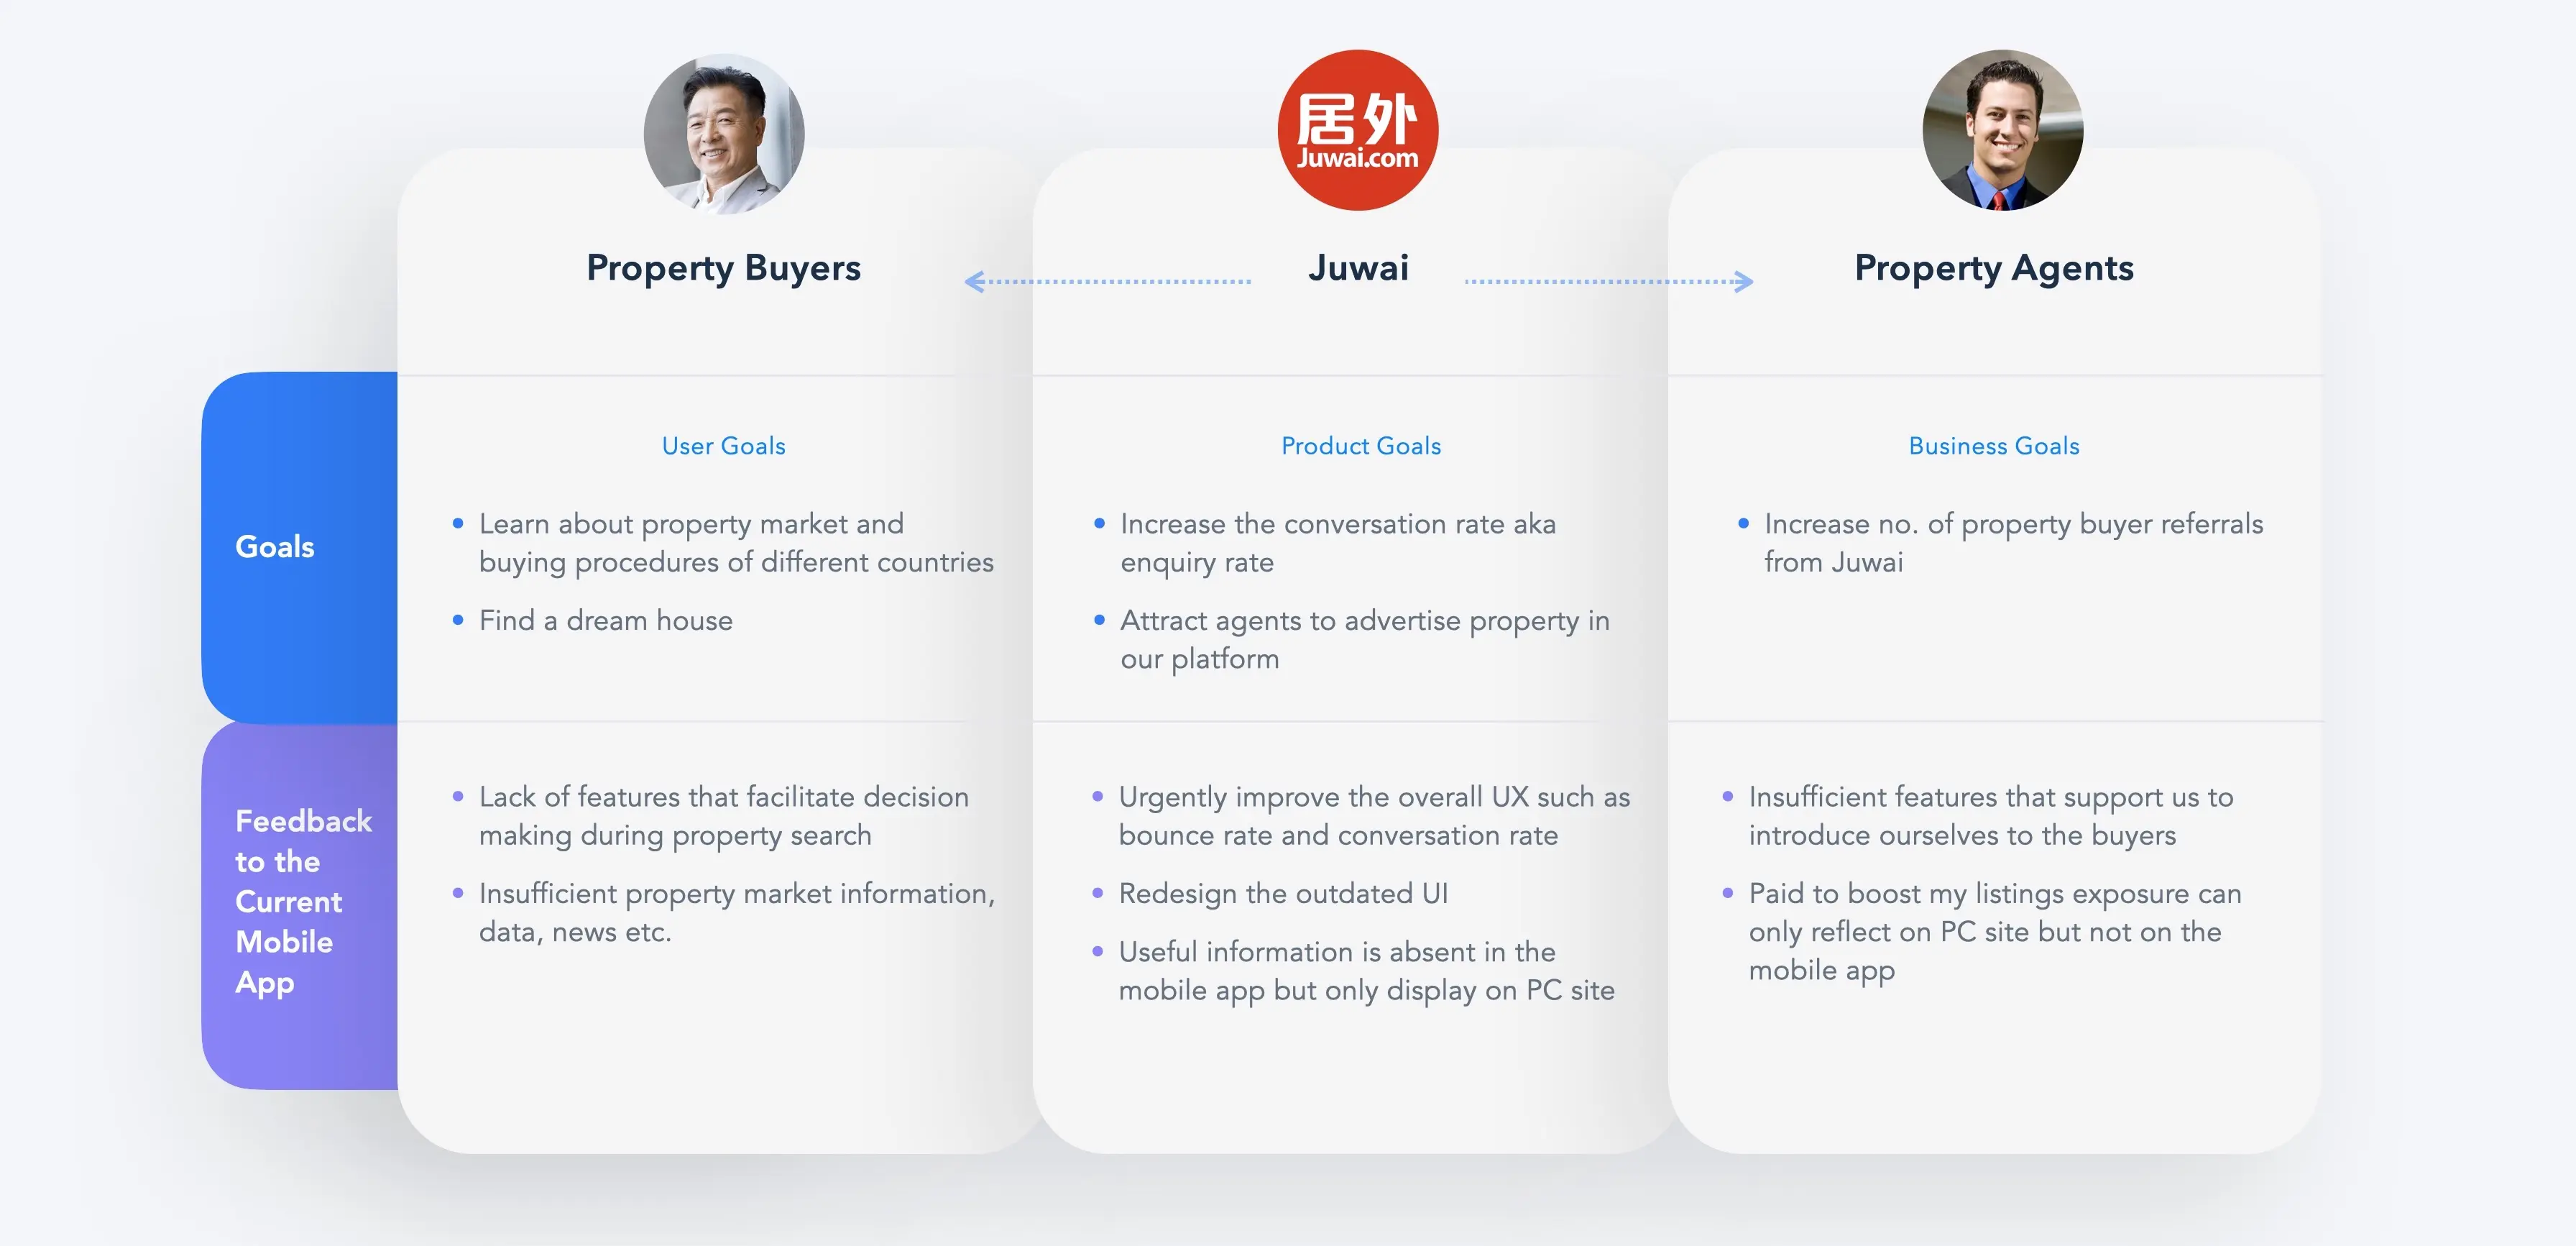 居外
Juwai.com
Property Buyers
Juwai
Property Agents
Goals
User Goals
Learn about property market and
buying procedures of different countries
Find a dream house
Product Goals
Increase the conversation rate aka
enquiry rate
Attract agents to advertise property in
our platform
Business Goals
Increase no. of property buyer referrals
from Juwai
Feedback
to the
Current
Mobile
App
Lack of features that facilitate decision
making during property search
Insufficient property market information,
data, news etc.
Urgently improve the overall UX such as
bounce rate and conversation rate
Redesign the outdated UI
Useful information is absent in the
mobile app but only display on PC site
Insufficient features that support us to
introduce ourselves to the buyers
Paid to boost my listings exposure can
only reflect on PC site but not on the
mobile app